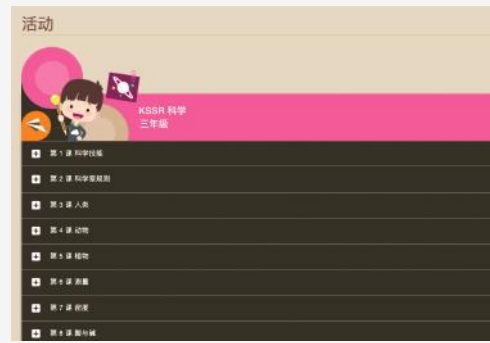 活动
KSSR 科学
三年级
第 1 课 科学技能
第 2 课 科学室规则
第 3 课 人类
第 4 课 动物
第 5 课 植物
第 6 课 测量
第 7 课 密度
第 8 课 酸与碱